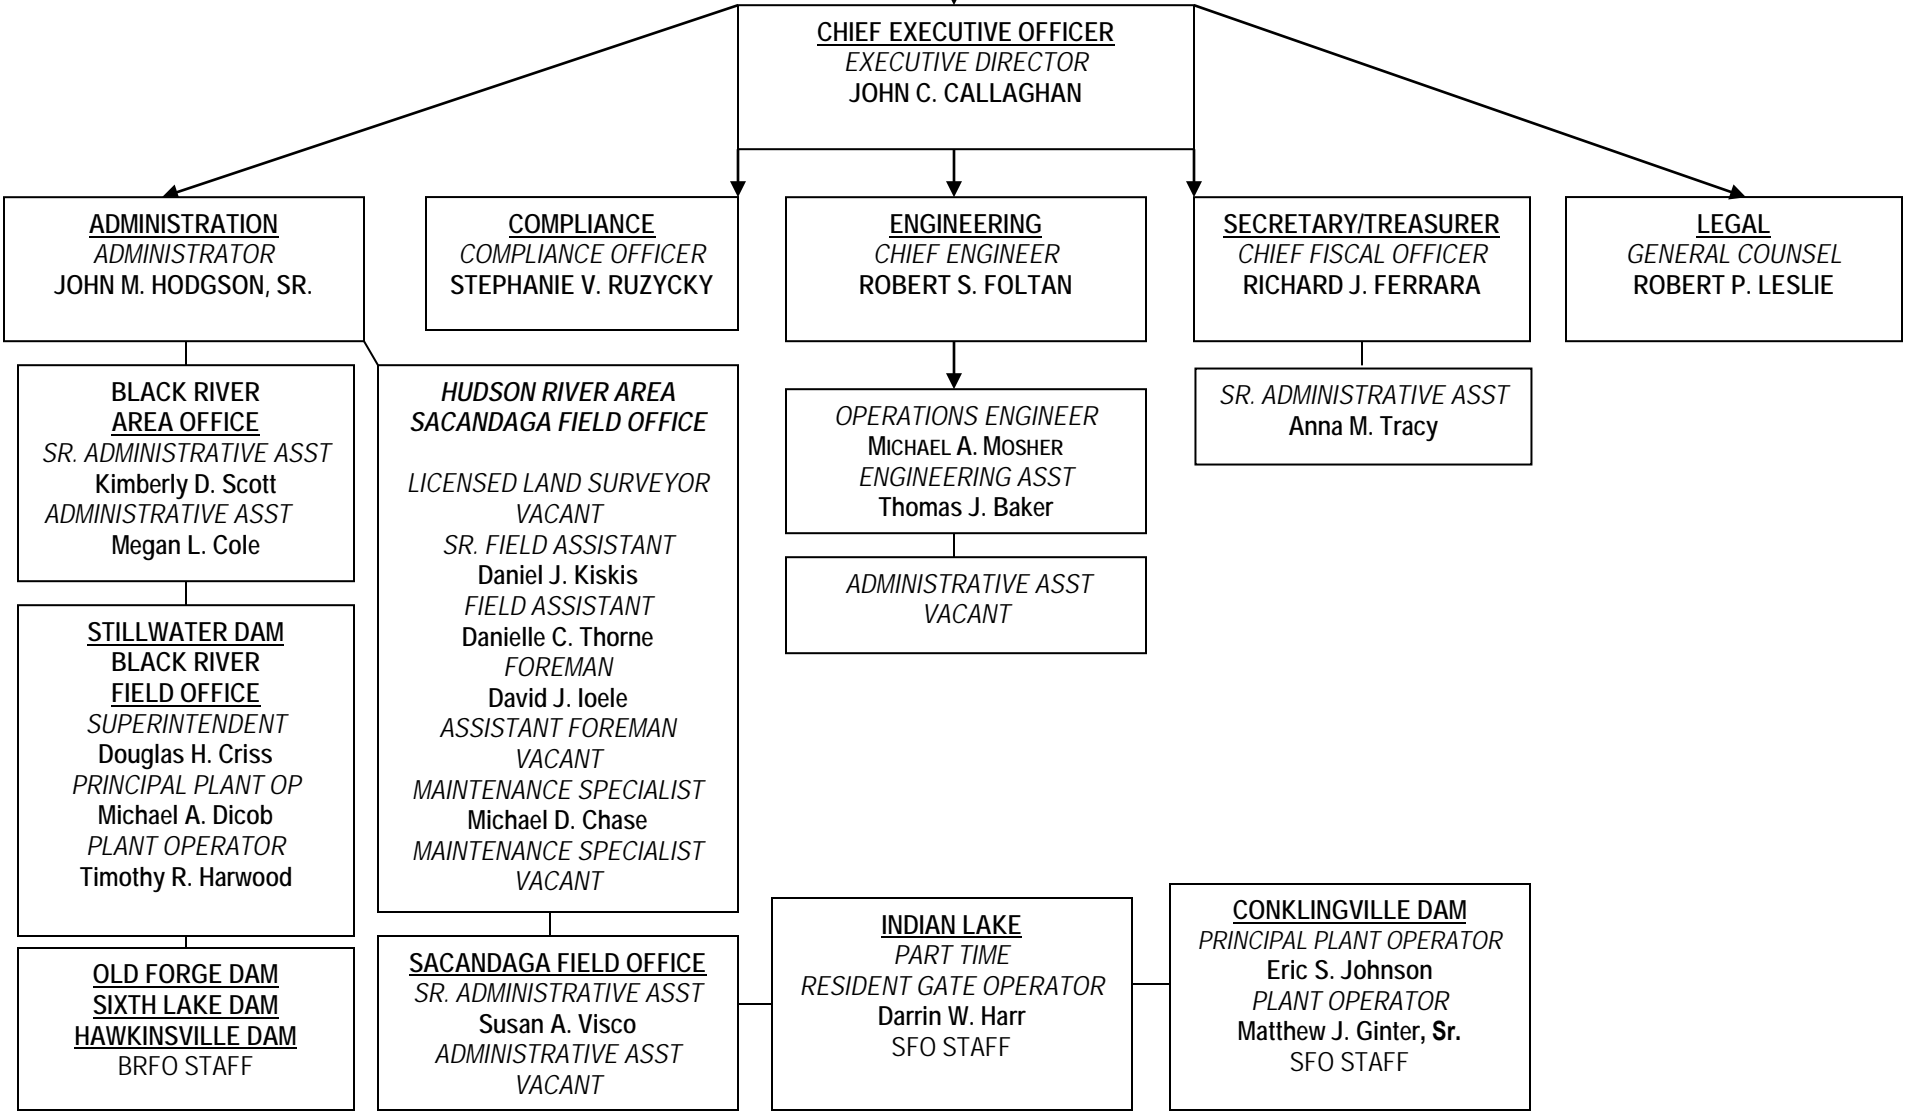 CHIEF EXECUTIVE OFFICER
EXECUTIVE DIRECTOR
JOHN C. CALLAGHAN
ADMINISTRATION
ADMINISTRATOR
JOHN M. HODGSON, SR.
COMPLIANCE
COMPLIANCE OFFICER
STEPHANIE V. RUZYCKY
ENGINEERING
CHIEF ENGINEER
ROBERT S. FOLTAN
SECRETARY/TREASURER
CHIEF FISCAL OFFICER
RICHARD J. FERRARA
LEGAL
GENERAL COUNSEL
ROBERT P. LESLIE
BLACK RIVER
AREA OFFICE
SR. ADMINISTRATIVE ASST
Kimberly D. Scott
ADMINISTRATIVE ASST
Megan L. Cole
HUDSON RIVER AREA
SACANDAGA FIELD OFFICE
LICENSED LAND SURVEYOR
VACANT
SR. FIELD ASSISTANT
Daniel J. Kiskis
FIELD ASSISTANT
Danielle C. Thorne
FOREMAN
David J. Ioele
ASSISTANT FOREMAN
VACANT
MAINTENANCE SPECIALIST
Michael D. Chase
MAINTENANCE SPECIALIST
VACANT
OPERATIONS ENGINEER
MICHAEL A. MOSHER
ENGINEERING ASST
Thomas J. Baker
ADMINISTRATIVE ASST
VACANT
SR. ADMINISTRATIVE ASST
Anna M. Tracy
STILLWATER DAM
BLACK RIVER
FIELD OFFICE
SUPERINTENDENT
Douglas H. Criss
PRINCIPAL PLANT OP
Michael A. Dicob
PLANT OPERATOR
Timothy R. Harwood
OLD FORGE DAM
SIXTH LAKE DAM
HAWKINSVILLE DAM
BRFO STAFF
SACANDAGA FIELD OFFICE
SR. ADMINISTRATIVE ASST
Susan A. Visco
ADMINISTRATIVE ASST
VACANT
INDIAN LAKE
PART TIME
RESIDENT GATE OPERATOR
Darrin W. Harr
SFO STAFF
CONKLINGVILLE DAM
PRINCIPAL PLANT OPERATOR
Eric S. Johnson
PLANT OPERATOR
Matthew J. Ginter, Sr.
SFO STAFF